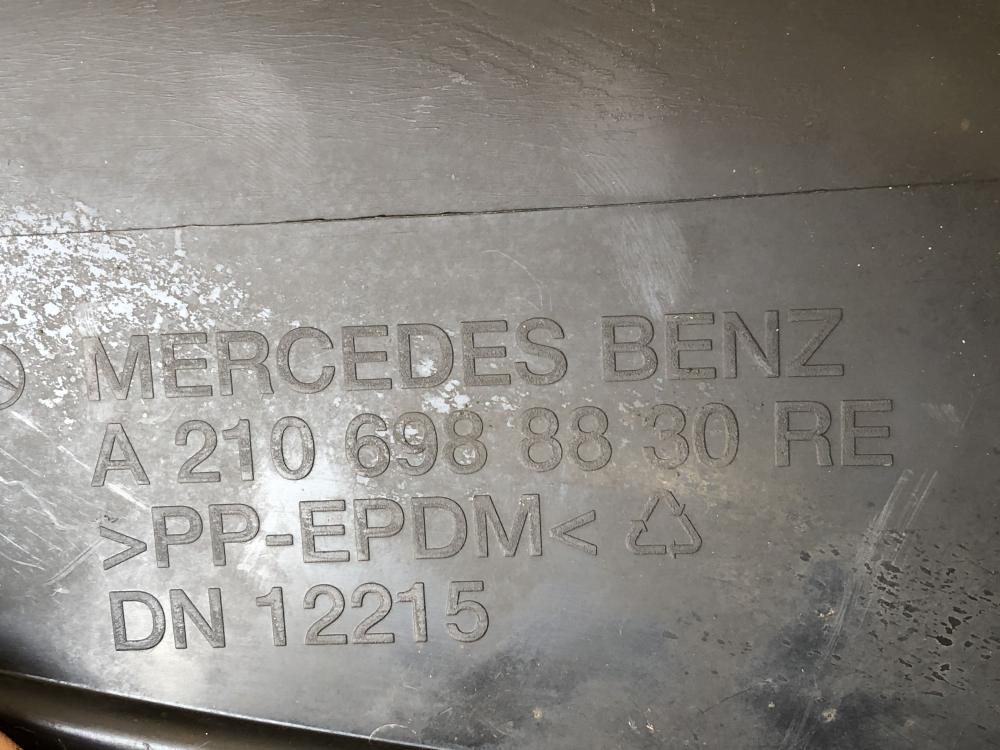 MERCEDES BENZ
A 210 698 88 30 RE
>PP-EPDM<
DN 12215